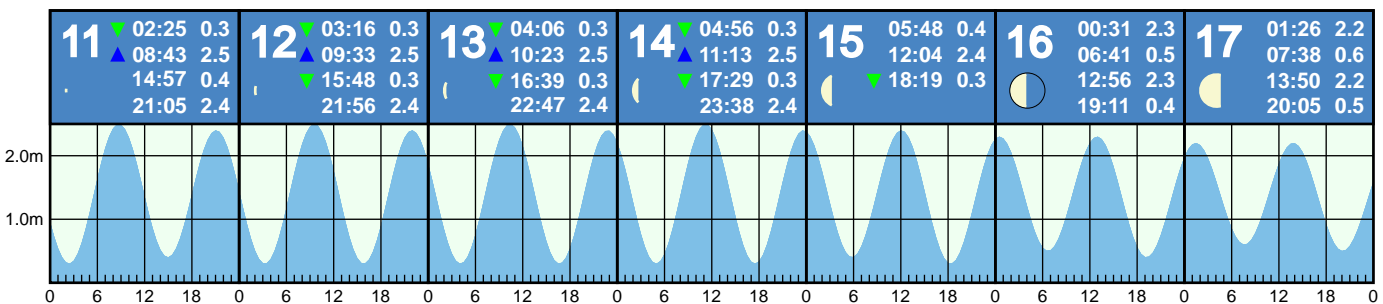 11 ▼ 02:25 0.3
▲ 08:43 2.5
14:57 0.4
21:05 2.4
12 ▼ 03:16 0.3
▲ 09:33 2.5
▼ 15:48 0.3
21:56 2.4
13 ▼ 04:06 0.3
▲ 10:23 2.5
▼ 16:39 0.3
22:47 2.4
14 ▼ 04:56 0.3
▲ 11:13 2.5
▼ 17:29 0.3
23:38 2.4
15 05:48 0.4
12:04 2.4
▼ 18:19 0.3
16 00:31 2.3
06:41 0.5
12:56 2.3
19:11 0.4
17 01:26 2.2
07:38 0.6
13:50 2.2
20:05 0.5
2.0m
1.0m
0 6 12 18 0 6 12 18 0 6 12 18 0 6 12 18 0 6 12 18 0 6 12 18 0 6 12 18 0